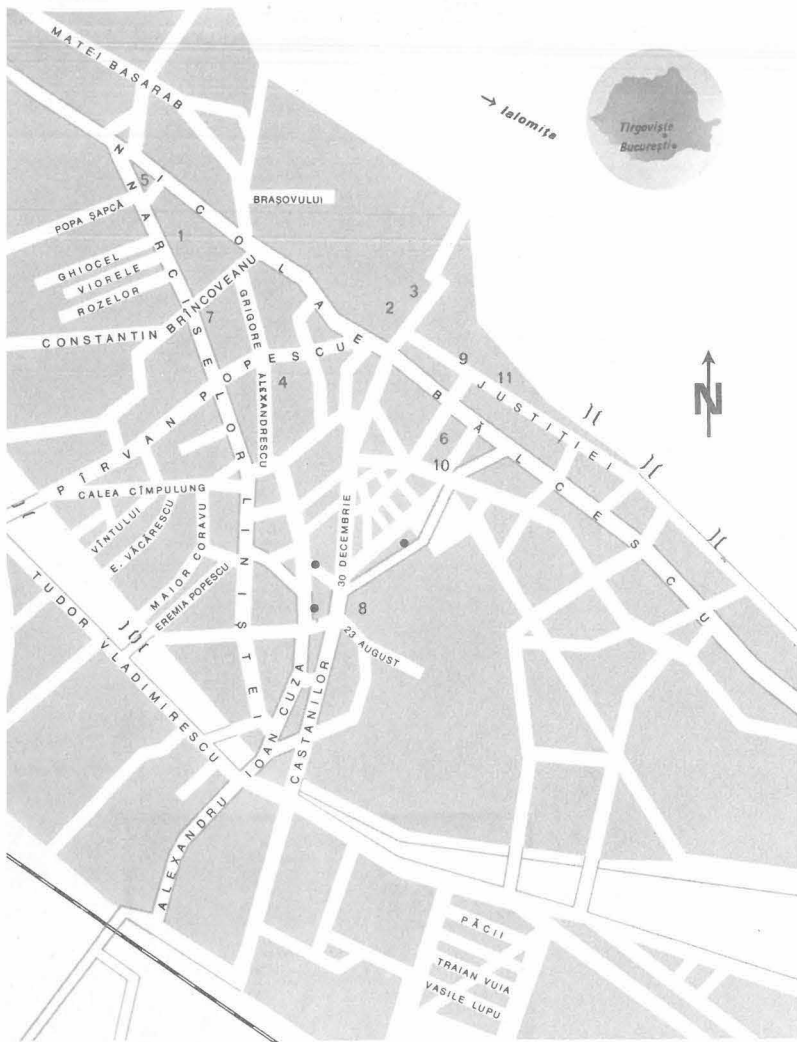 MATEI BASARAB
→ Ialomița
Tîrgoviște
București
5
POPA ȘAPCĂ
BRAȘOVULUI
NICOLAE BĂLCESCU
1
GHIOCEL
VIORELE
ROZELOR
NARCISELOR
3
2
7
CONSTANTIN BRÎNCOVEANU
GRIGORE ALEXANDRESCU
9
11
N
4
PÎRVAN POPESCU
JUSTIȚIEI
6
10
CALEA CÎMPULUNG
VÎNTULUI
E. VĂCĂRESCU
MAIOR CORAVU
EREMIA POPESCU
LINIȘTEI
30 DECEMBRIE
8
23 AUGUST
TUDOR VLADIMIRESCU
ALEXANDRU IOAN CUZA
CASTANILOR
PĂCII
TRAIAN VUIA
VASILE LUPU